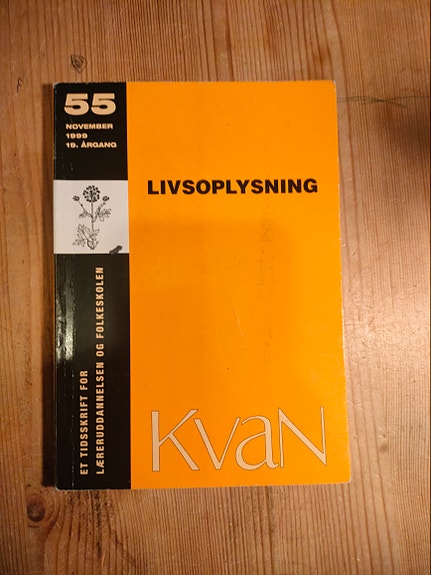 55
NOVEMBER
1999
19. ÅRGANG
LIVSOPLYSNING
ET TIDSSKRIFT FOR
LÆRERUDDANNELSEN OG FOLKESKOLEN
KvaN